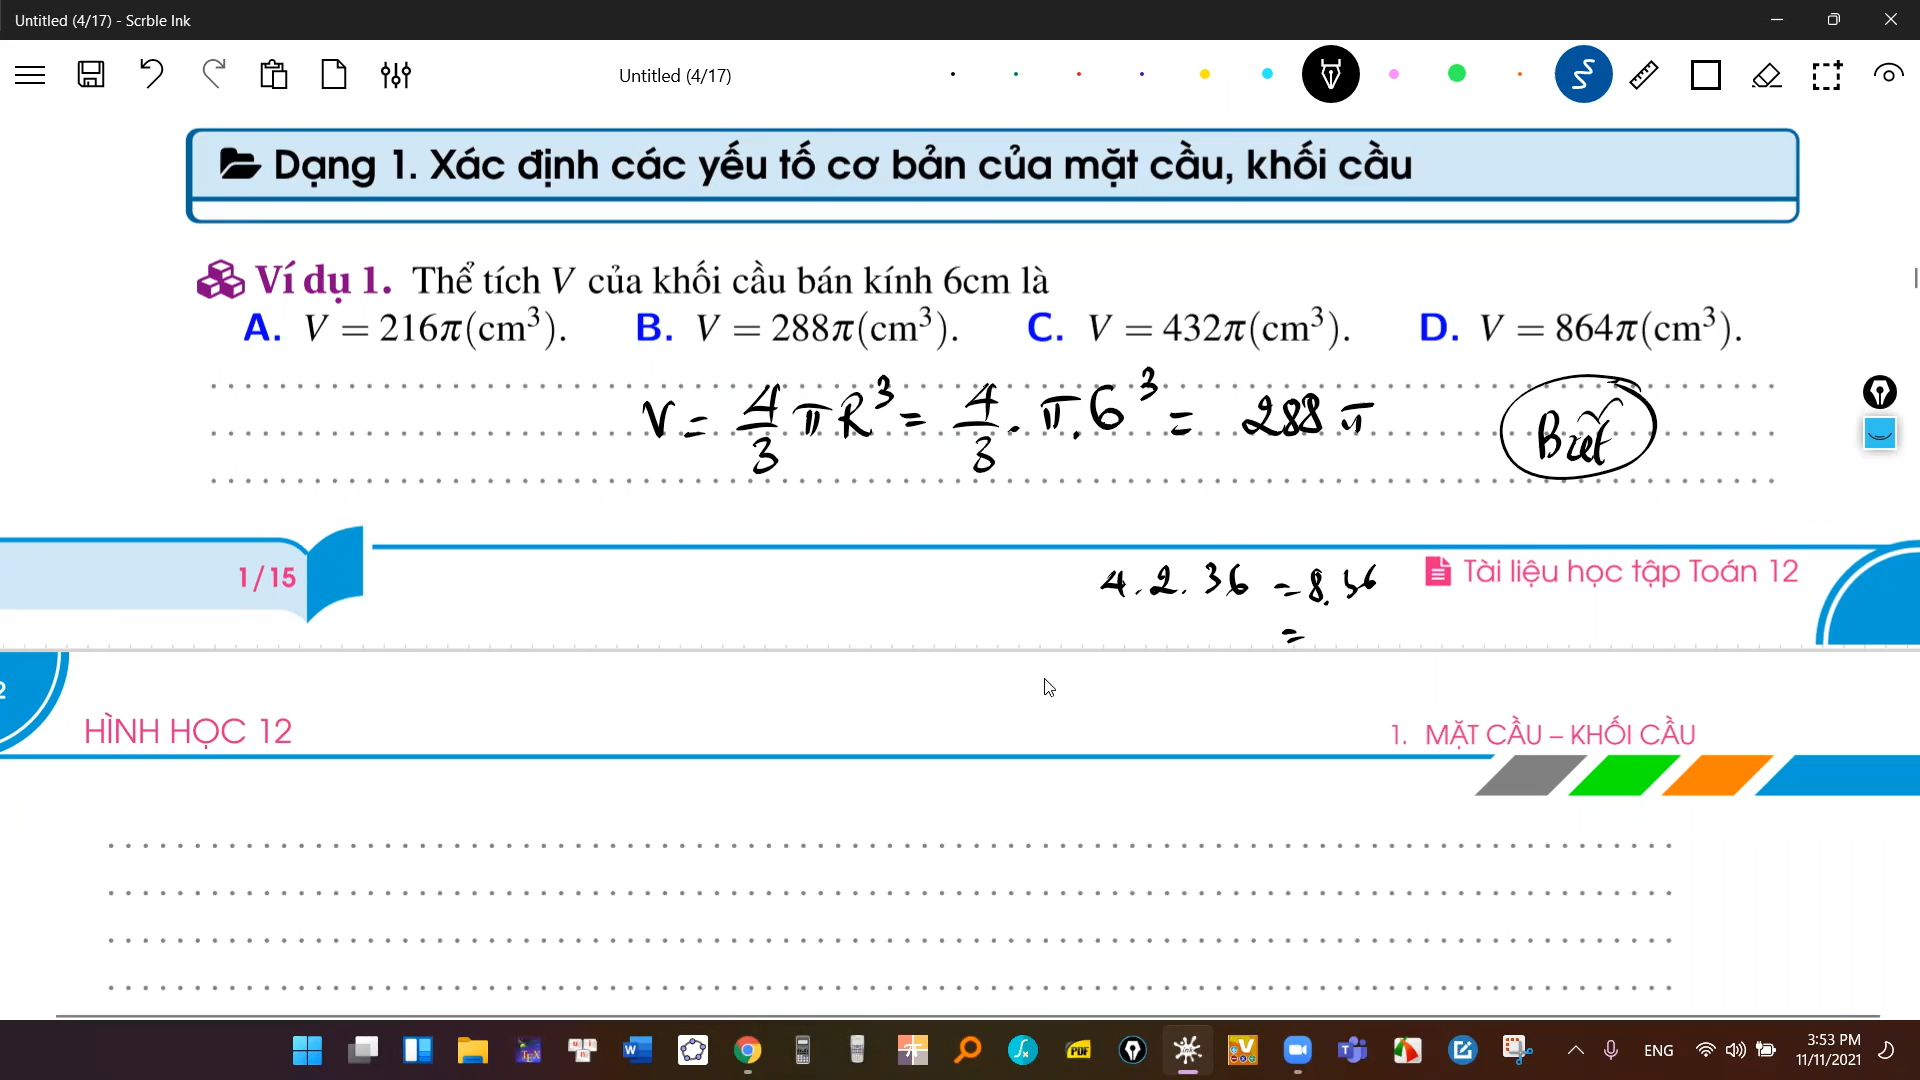 Untitled (4/17) - Scrble Ink
Untitled (4/17)
Dạng 1. Xác định các yếu tố cơ bản của mặt cầu, khối cầu
Ví dụ 1. Thể tích V của khối cầu bán kính 6cm là
A. V = 216π(cm³). B. V = 288π(cm³). C. V = 432π(cm³). D. V = 864π(cm³).
V = 4/3 πR³ = 4/3 . π.6³ = 288π Biết
1/15
4.2.36 = 8.36
Tài liệu học tập Toán 12
=
2
HÌNH HỌC 12
1. MẶT CẦU – KHỐI CẦU
ENG
3:53 PM
11/11/2021